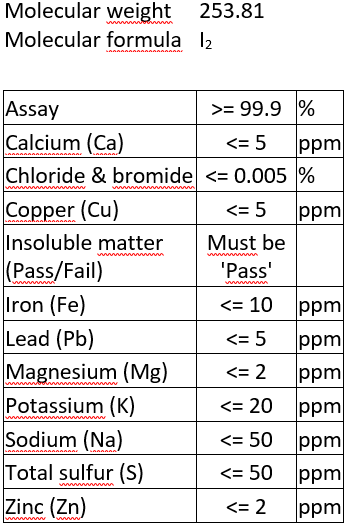 Molecular weight 253.81
Molecular formula I₂
Assay >= 99.9 %
Calcium (Ca) <= 5 ppm
Chloride & bromide <= 0.005 %
Copper (Cu) <= 5 ppm
Insoluble matter Must be
(Pass/Fail) 'Pass'
Iron (Fe) <= 10 ppm
Lead (Pb) <= 5 ppm
Magnesium (Mg) <= 2 ppm
Potassium (K) <= 20 ppm
Sodium (Na) <= 50 ppm
Total sulfur (S) <= 50 ppm
Zinc (Zn) <= 2 ppm